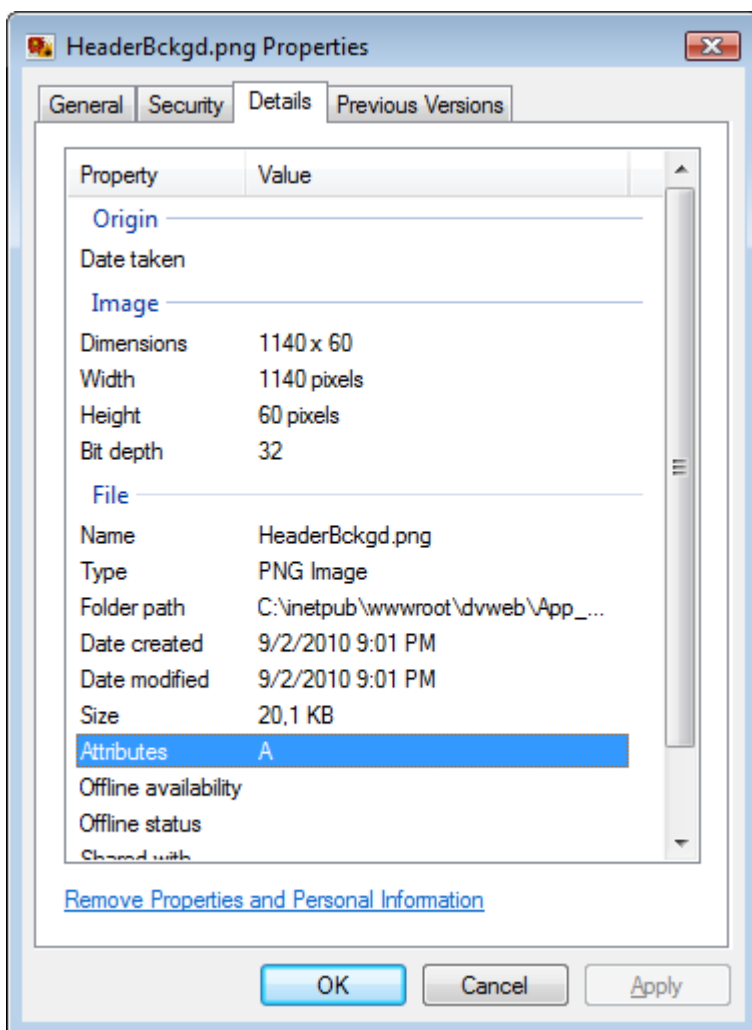 HeaderBckgd.png Properties
General Security Details Previous Versions
Property Value
Origin
Date taken
Image
Dimensions 1140 x 60
Width 1140 pixels
Height 60 pixels
Bit depth 32
File
Name HeaderBckgd.png
Type PNG Image
Folder path C:\inetpub\wwwroot\dvweb\App_...
Date created 9/2/2010 9:01 PM
Date modified 9/2/2010 9:01 PM
Size 20,1 KB
Attributes A
Offline availability
Offline status
Shared with
Remove Properties and Personal Information
OK Cancel Apply